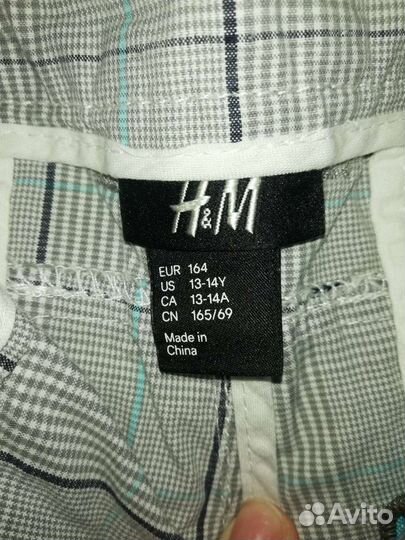 H&M
EUR 164
US 13-14Y
CA 13-14A
CN 165/69
Made in
China
Avito